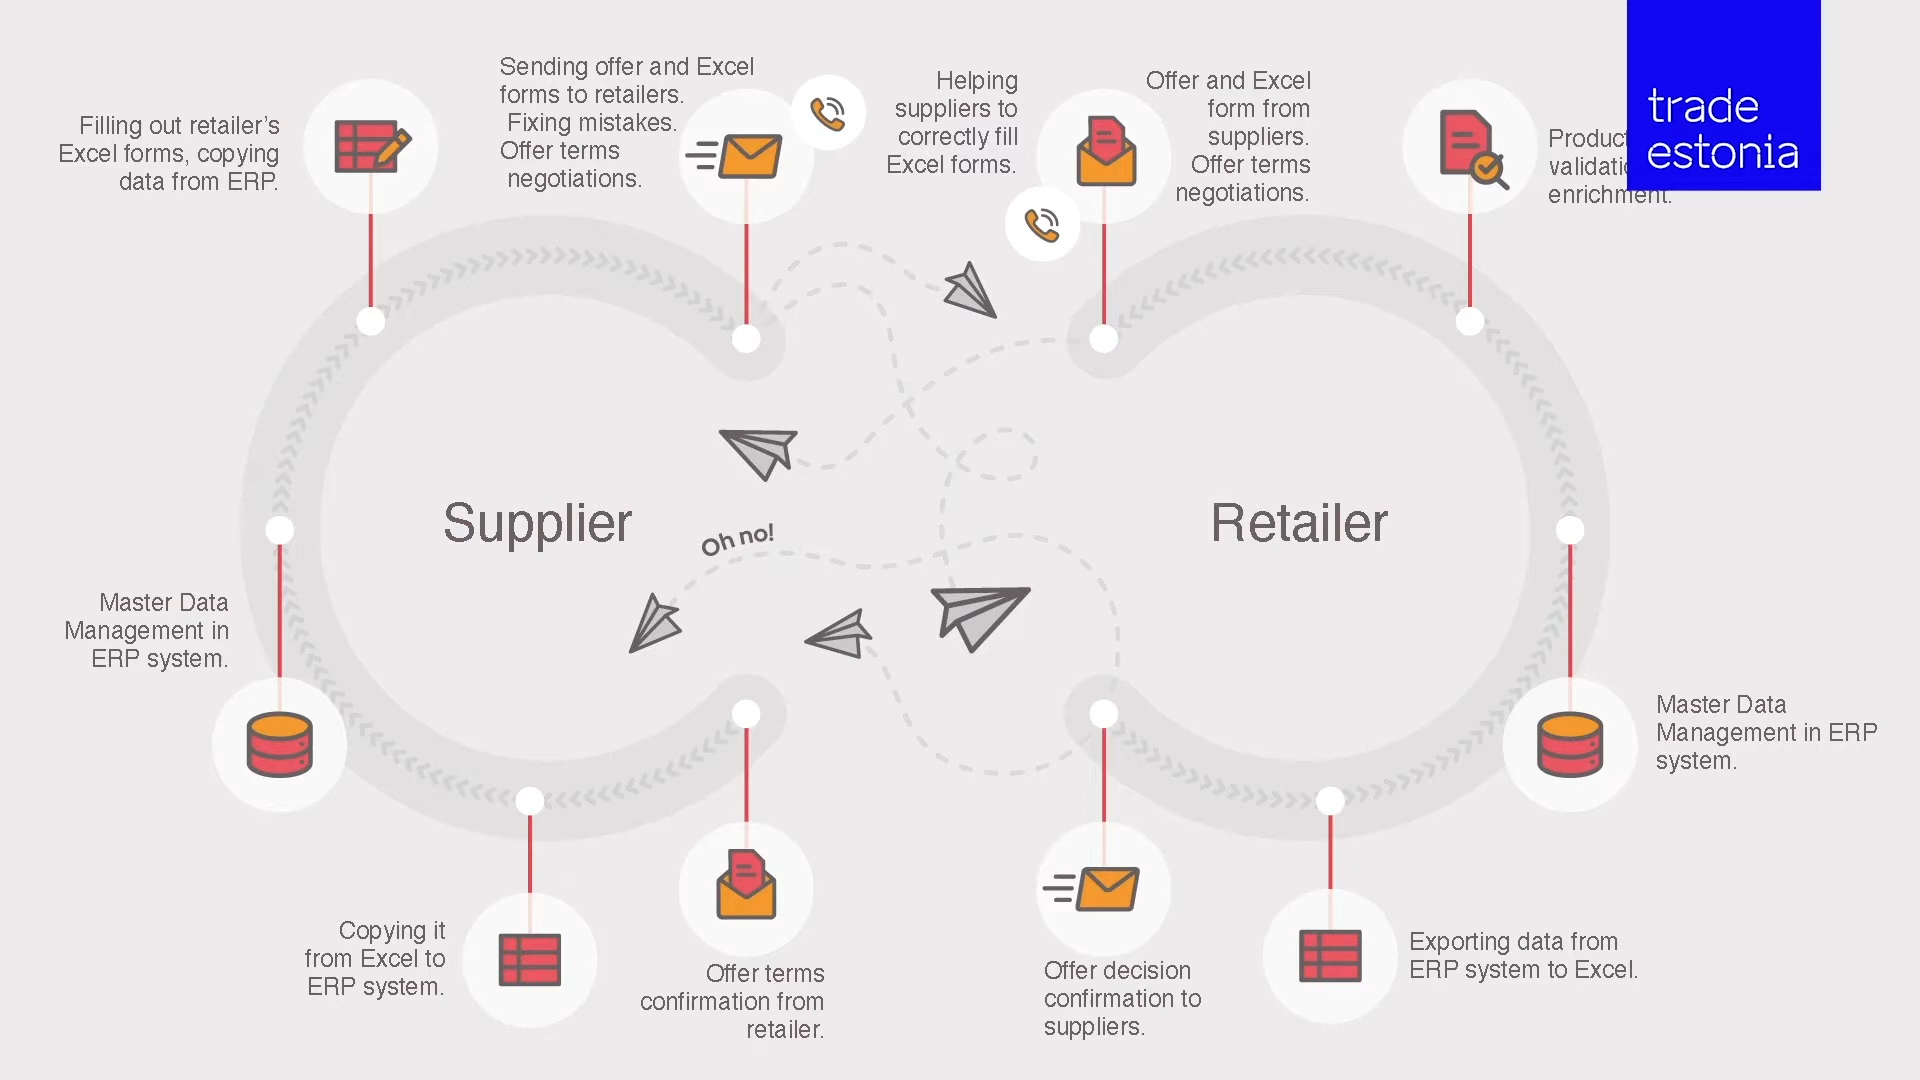 Filling out retailer's
Excel forms, copying
data from ERP.
Sending offer and Excel
forms to retailers.
Fixing mistakes.
Offer terms
negotiations.
Helping
suppliers to
correctly fill
Excel forms.
Offer and Excel
form from
suppliers.
Offer terms
negotiations.
enrichment.
trade
estonia
Supplier
Retailer
Oh no!
Master Data
Management in
ERP system.
Master Data
Management in ERP
system.
Copying it
from Excel to
ERP system.
Offer terms
confirmation from
retailer.
Offer decision
confirmation to
suppliers.
Exporting data from
ERP system to Excel.